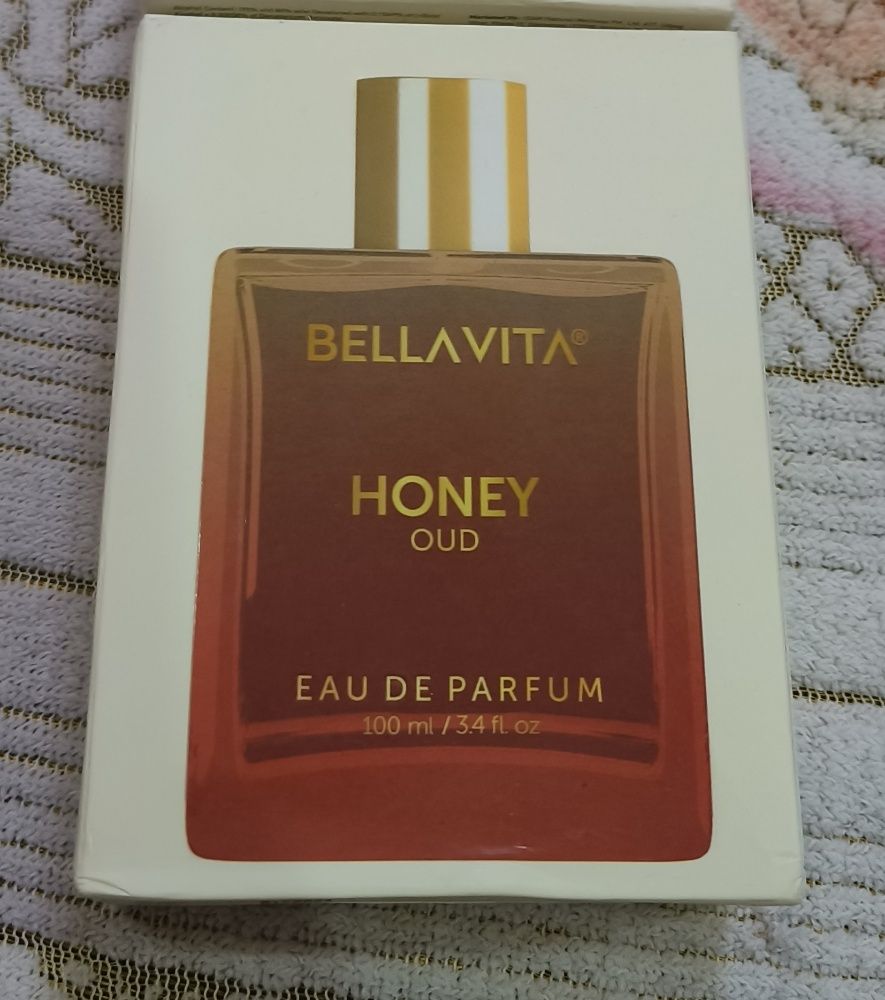 BELLAVITA®
HONEY
OUD
EAU DE PARFUM
100 ml / 3.4 fl. oz